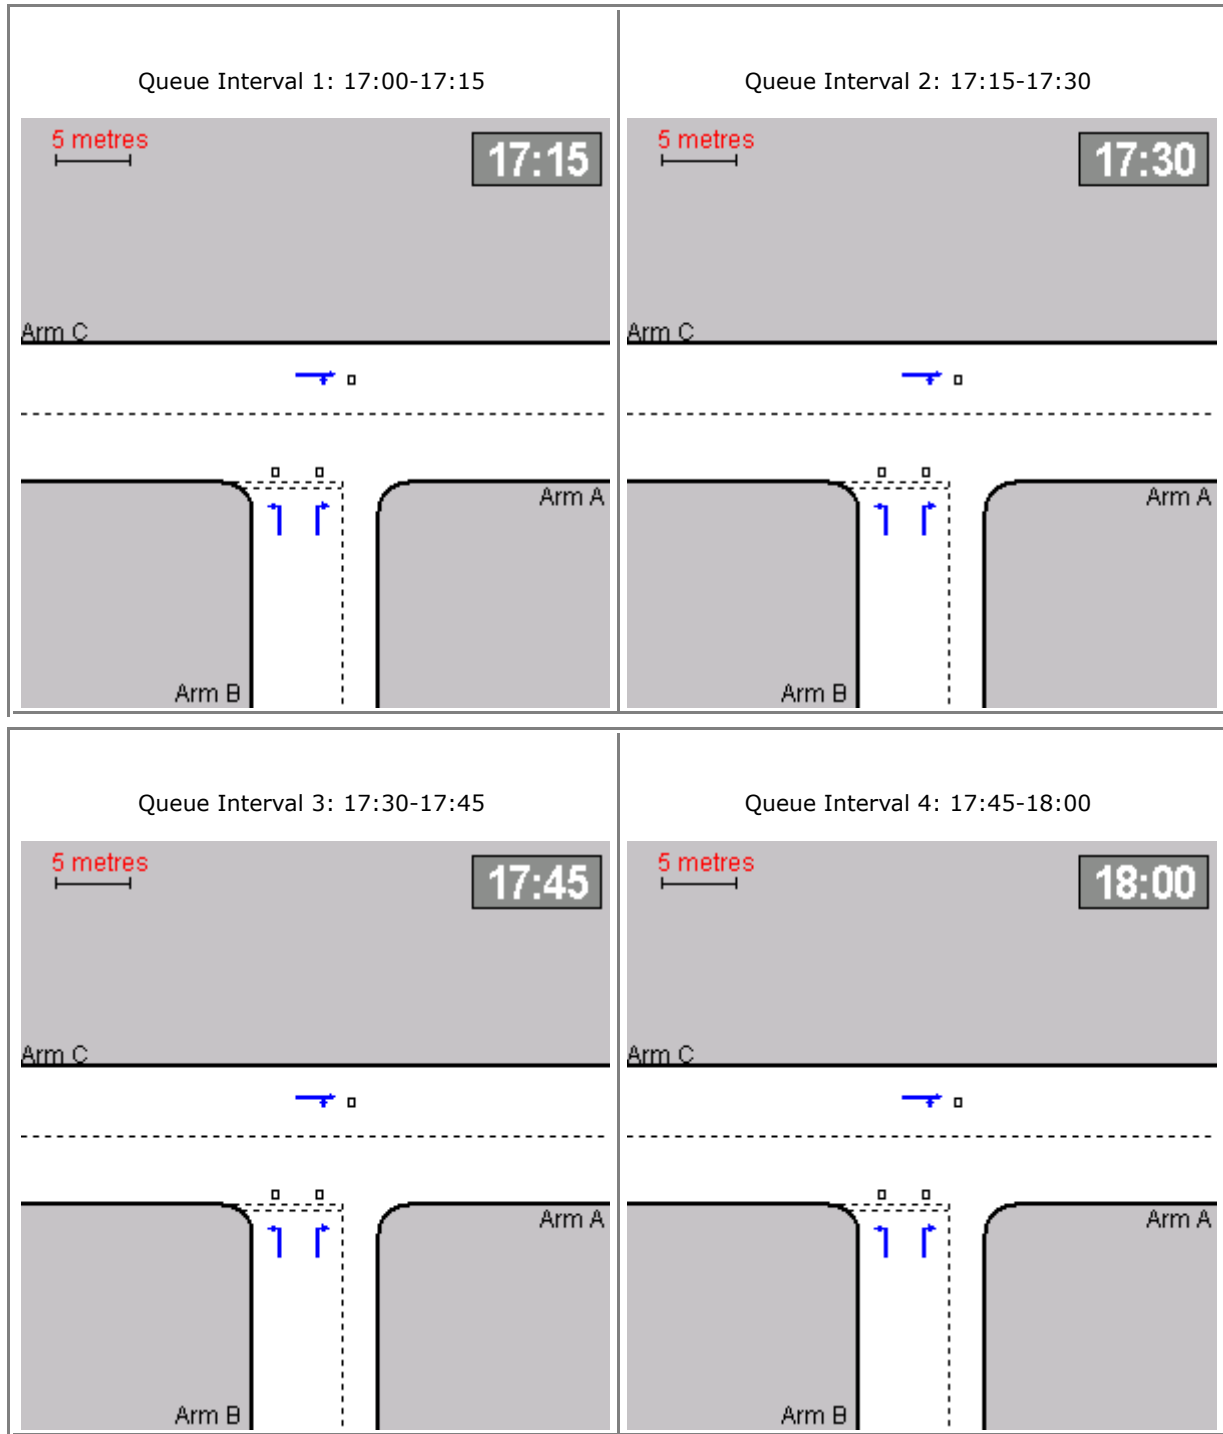 Queue Interval 1: 17:00-17:15
5 metres
17:15
Arm C
Arm A
Arm B
Queue Interval 2: 17:15-17:30
5 metres
17:30
Arm C
Arm A
Arm B
Queue Interval 3: 17:30-17:45
5 metres
17:45
Arm C
Arm A
Arm B
Queue Interval 4: 17:45-18:00
5 metres
18:00
Arm C
Arm A
Arm B